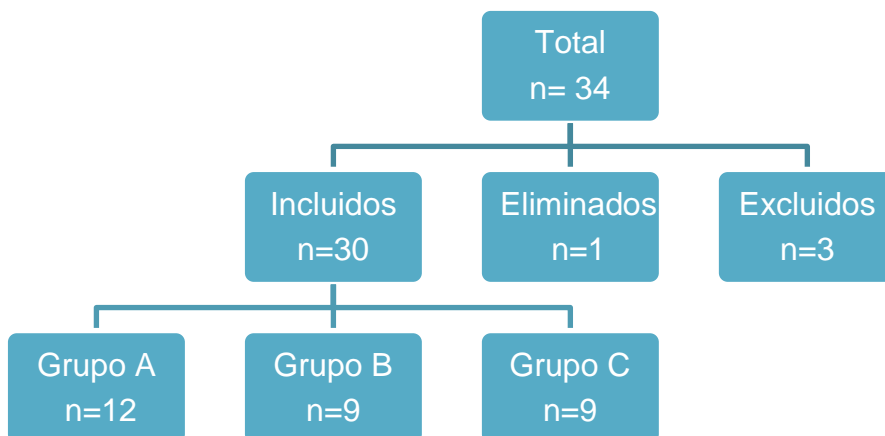 Total
n= 34
Incluidos
n=30
Eliminados
n=1
Excluidos
n=3
Grupo A
n=12
Grupo B
n=9
Grupo C
n=9